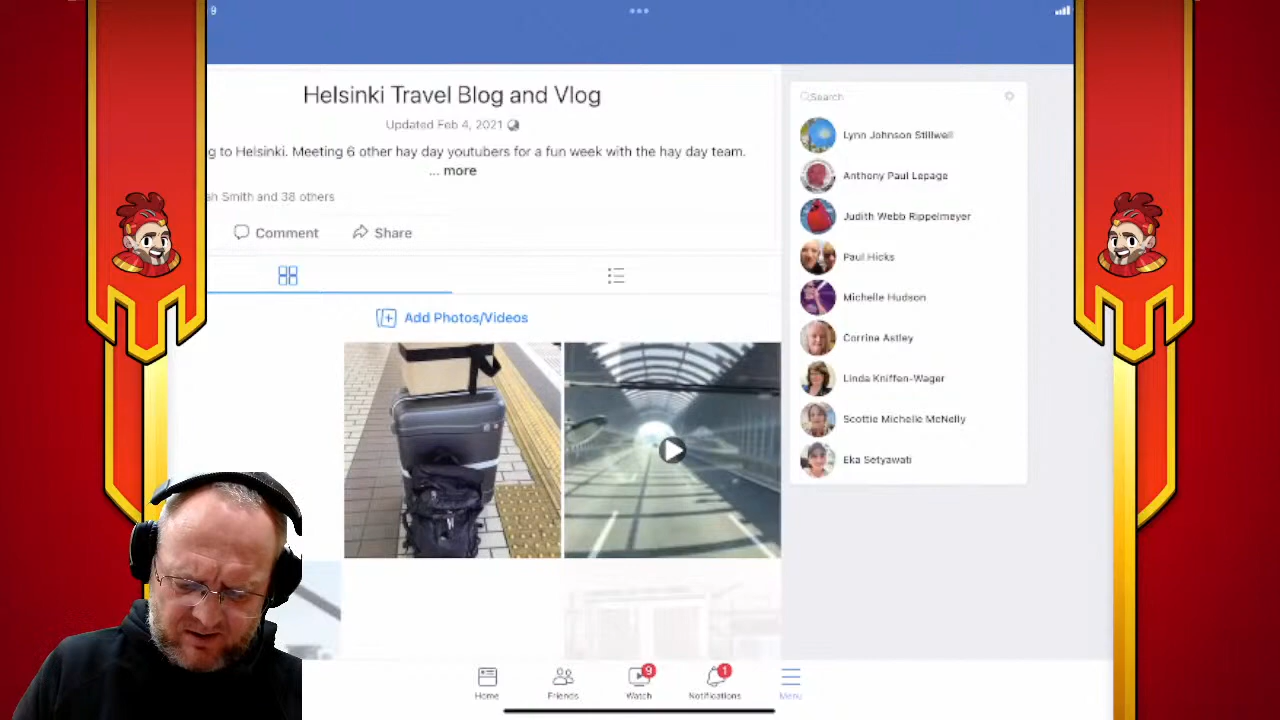 9
Helsinki Travel Blog and Vlog
Updated Feb 4, 2021
g to Helsinki. Meeting 6 other hay day youtubers for a fun week with the hay day team.
... more
ah Smith and 38 others
Comment
Share
Add Photos/Videos
Search
Lynn Johnson Stillwell
Anthony Paul Lepage
Judith Webb Rippelmeyer
Paul Hicks
Michelle Hudson
Corrina Astley
Linda Kniffen-Wager
Scottie Michelle McNelly
Eka Setyawati
9
1
Home
Friends
Watch
Notifications
Menu